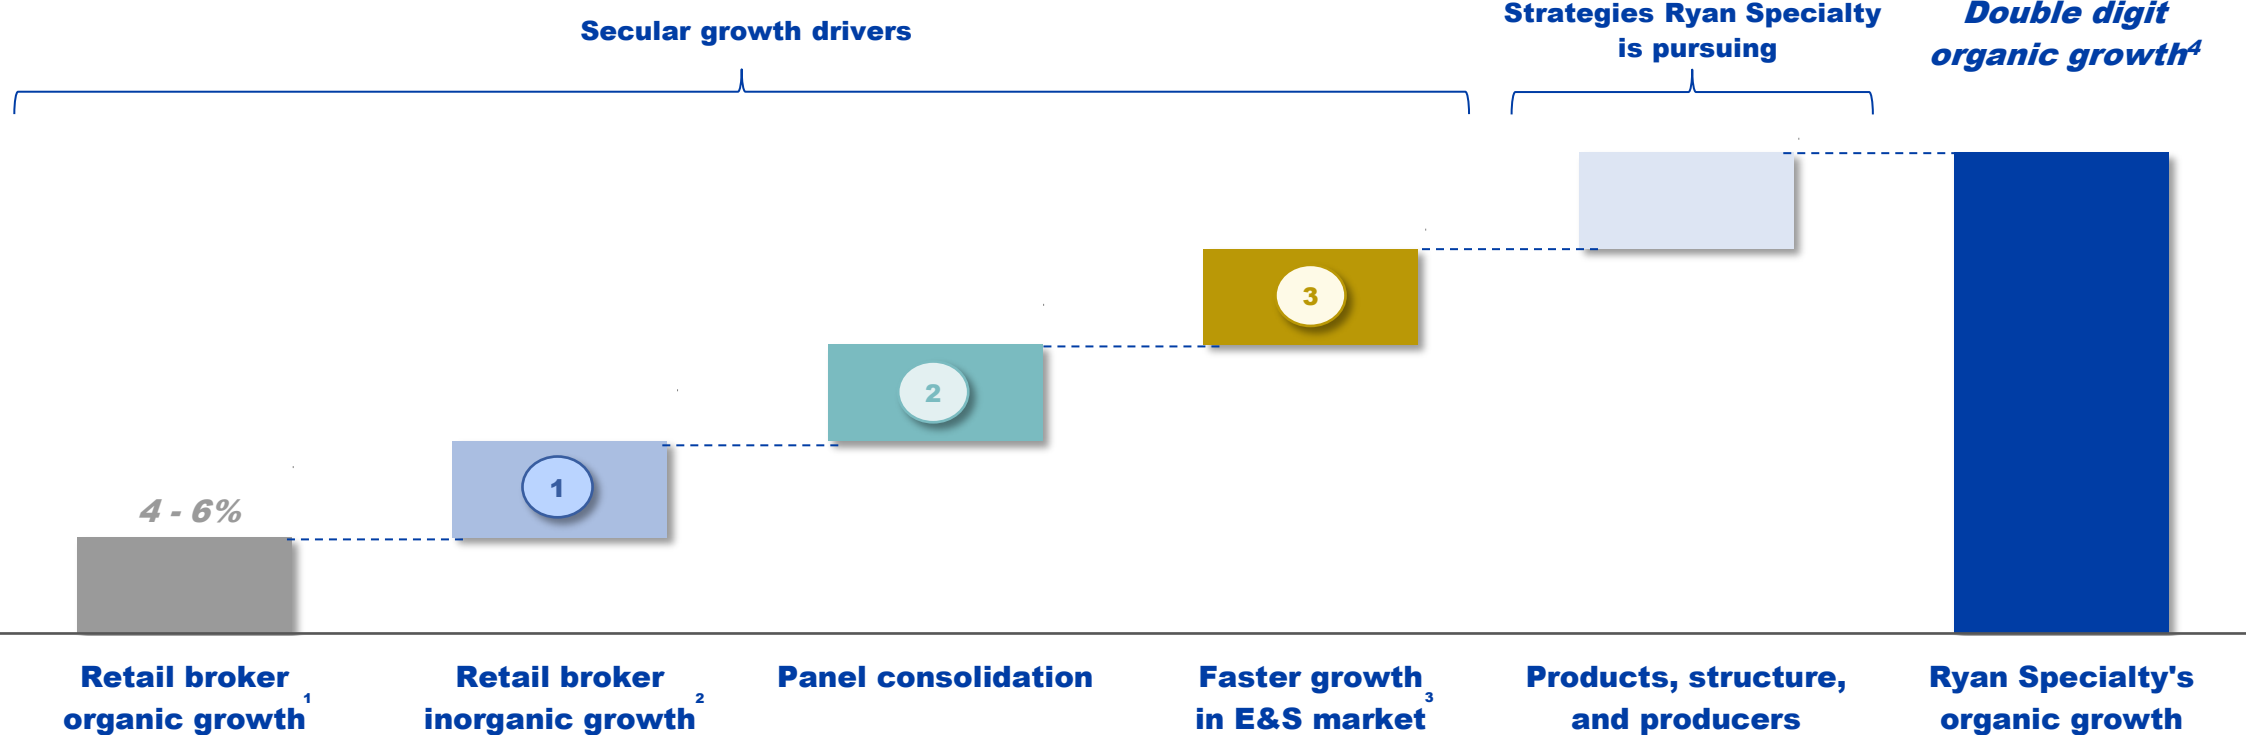 Secular growth drivers
Strategies Ryan Specialty
is pursuing
Double digit
organic growth4
4 - 6%
1
2
3
Retail broker
organic growth1
Retail broker
inorganic growth2
Panel consolidation
Faster growth
in E&S market3
Products, structure,
and producers
Ryan Specialty's
organic growth